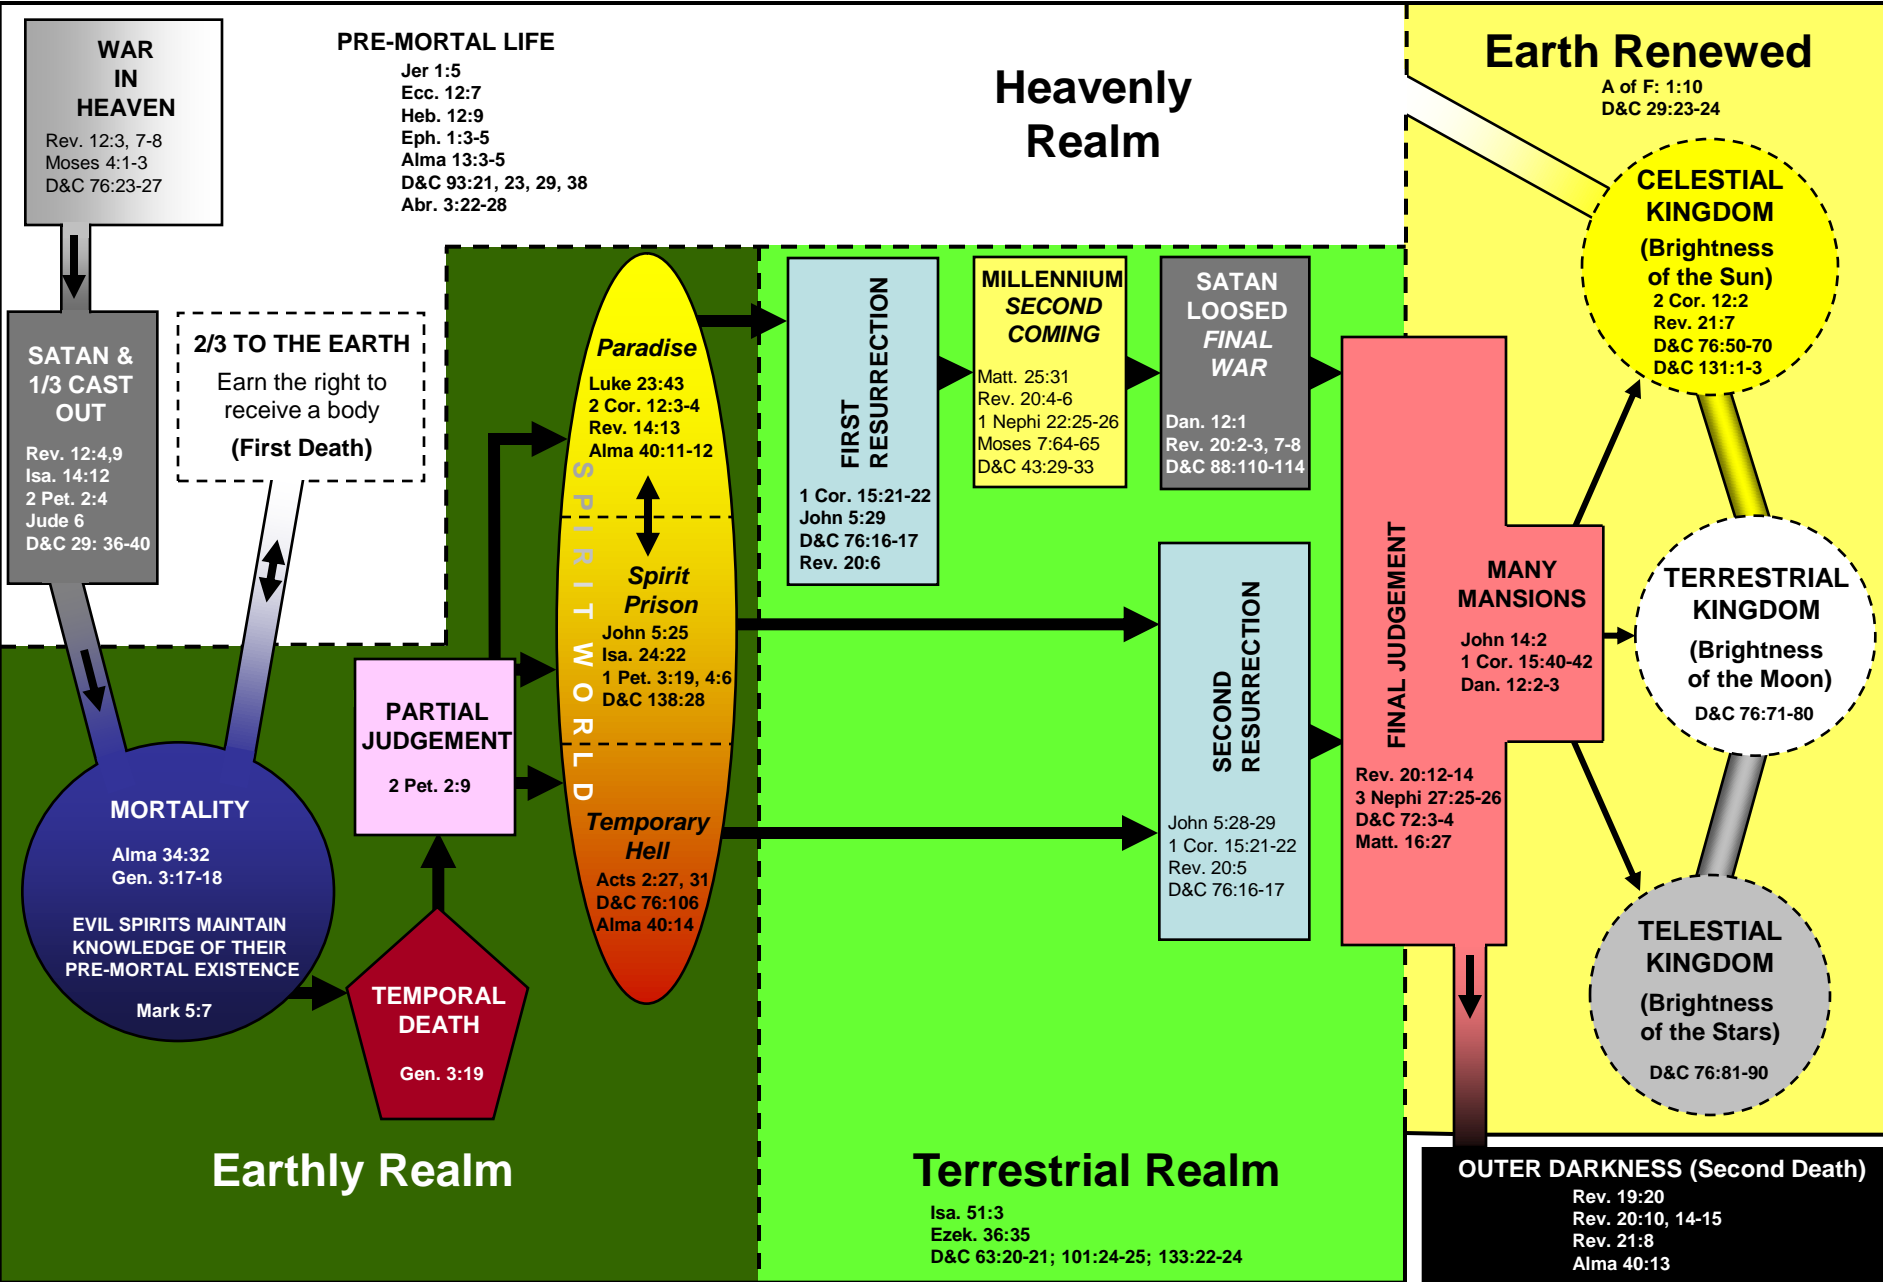 WAR
IN
HEAVEN
Rev. 12:3, 7-8
Moses 4:1-3
D&C 76:23-27
PRE-MORTAL LIFE
Jer 1:5
Ecc. 12:7
Heb. 12:9
Eph. 1:3-5
Alma 13:3-5
D&C 93:21, 23, 29, 38
Abr. 3:22-28
Heavenly
Realm
Earth Renewed
A of F: 1:10
D&C 29:23-24
SATAN &
1/3 CAST
OUT
Rev. 12:4,9
Isa. 14:12
2 Pet. 2:4
Jude 6
D&C 29: 36-40
2/3 TO THE EARTH
Earn the right to
receive a body
(First Death)
MORTALITY
Alma 34:32
Gen. 3:17-18
EVIL SPIRITS MAINTAIN
KNOWLEDGE OF THEIR
PRE-MORTAL EXISTENCE
Mark 5:7
TEMPORAL
DEATH
Gen. 3:19
PARTIAL
JUDGEMENT
2 Pet. 2:9
SPIRIT WORLD
Paradise
Luke 23:43
2 Cor. 12:3-4
Rev. 14:13
Alma 40:11-12
Spirit
Prison
John 5:25
Isa. 24:22
1 Pet. 3:19, 4:6
D&C 138:28
Temporary
Hell
Acts 2:27, 31
D&C 76:106
Alma 40:14
Earthly Realm
FIRST
RESURRECTION
1 Cor. 15:21-22
John 5:29
D&C 76:16-17
Rev. 20:6
MILLENNIUM
SECOND
COMING
Matt. 25:31
Rev. 20:4-6
1 Nephi 22:25-26
Moses 7:64-65
D&C 43:29-33
SATAN
LOOSED
FINAL
WAR
Dan. 12:1
Rev. 20:2-3, 7-8
D&C 88:110-114
SECOND
RESURRECTION
John 5:28-29
1 Cor. 15:21-22
Rev. 20:5
D&C 76:16-17
Terrestrial Realm
Isa. 51:3
Ezek. 36:35
D&C 63:20-21; 101:24-25; 133:22-24
FINAL JUDGEMENT
Rev. 20:12-14
3 Nephi 27:25-26
D&C 72:3-4
Matt. 16:27
MANY
MANSIONS
John 14:2
1 Cor. 15:40-42
Dan. 12:2-3
CELESTIAL
KINGDOM
(Brightness
of the Sun)
2 Cor. 12:2
Rev. 21:7
D&C 76:50-70
D&C 131:1-3
TERRESTRIAL
KINGDOM
(Brightness
of the Moon)
D&C 76:71-80
TELESTIAL
KINGDOM
(Brightness
of the Stars)
D&C 76:81-90
OUTER DARKNESS (Second Death)
Rev. 19:20
Rev. 20:10, 14-15
Rev. 21:8
Alma 40:13